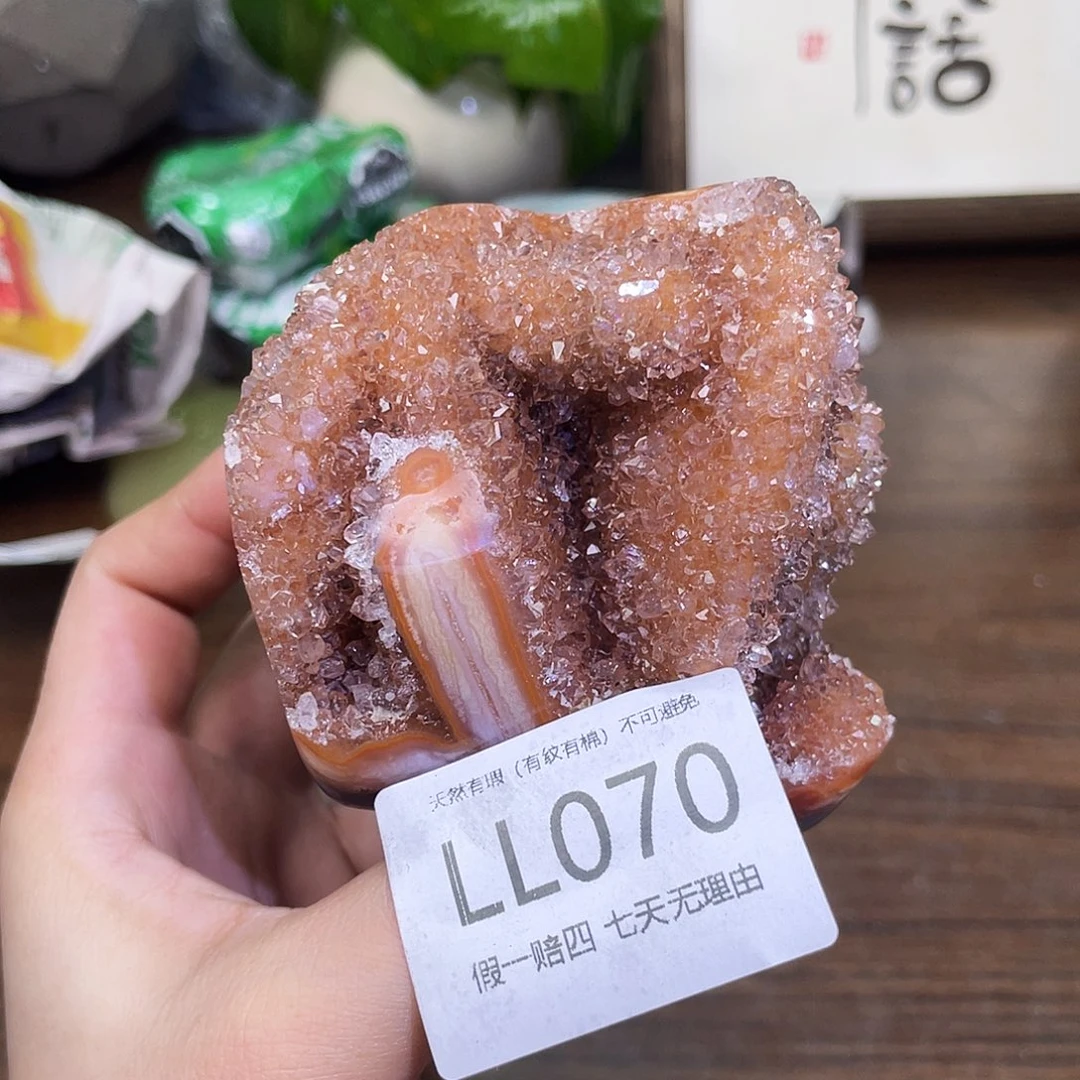 天然有瑕（有纹有棉）不可避免
LL070
假一赔四 七天无理由